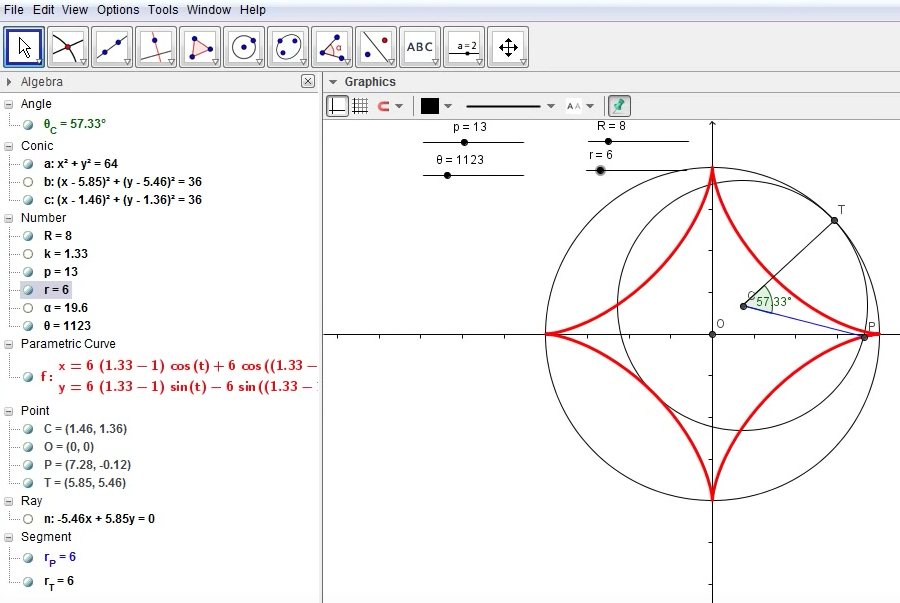 File Edit View Options Tools Window Help
ABC
a=2
α
Algebra
Graphics
A A
Angle
θC = 57.33°
Conic
a: x² + y² = 64
b: (x - 5.85)² + (y - 5.46)² = 36
c: (x - 1.46)² + (y - 1.36)² = 36
Number
R = 8
k = 1.33
p = 13
r = 6
α = 19.6
θ = 1123
Parametric Curve
f: x = 6 (1.33 − 1) cos(t) + 6 cos((1.33 −
y = 6 (1.33 − 1) sin(t) − 6 sin((1.33 −
Point
C = (1.46, 1.36)
O = (0, 0)
P = (7.28, -0.12)
T = (5.85, 5.46)
Ray
n: -5.46x + 5.85y = 0
Segment
rP = 6
rT = 6
p = 13
R = 8
θ = 1123
r = 6
T
C
57.33°
O
P